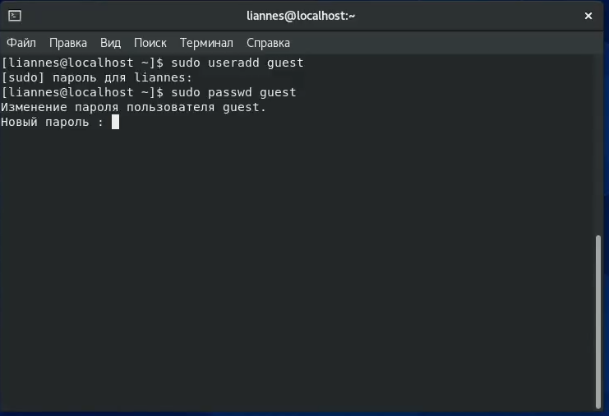 liannes@localhost:~
Файл Правка Вид Поиск Терминал Справка
[liannes@localhost ~]$ sudo useradd guest
[sudo] пароль для liannes:
[liannes@localhost ~]$ sudo passwd guest
Изменение пароля пользователя guest.
Новый пароль :